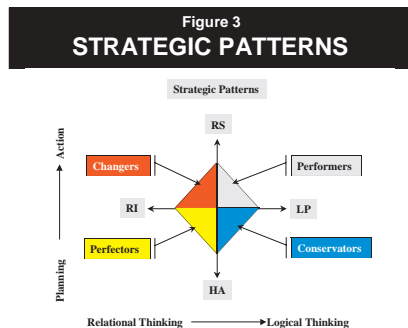 Figure 3
STRATEGIC PATTERNS
Strategic Patterns
RS
Action
Changers
Performers
RI
LP
Perfectors
Conservators
Planning
HA
Relational Thinking
Logical Thinking